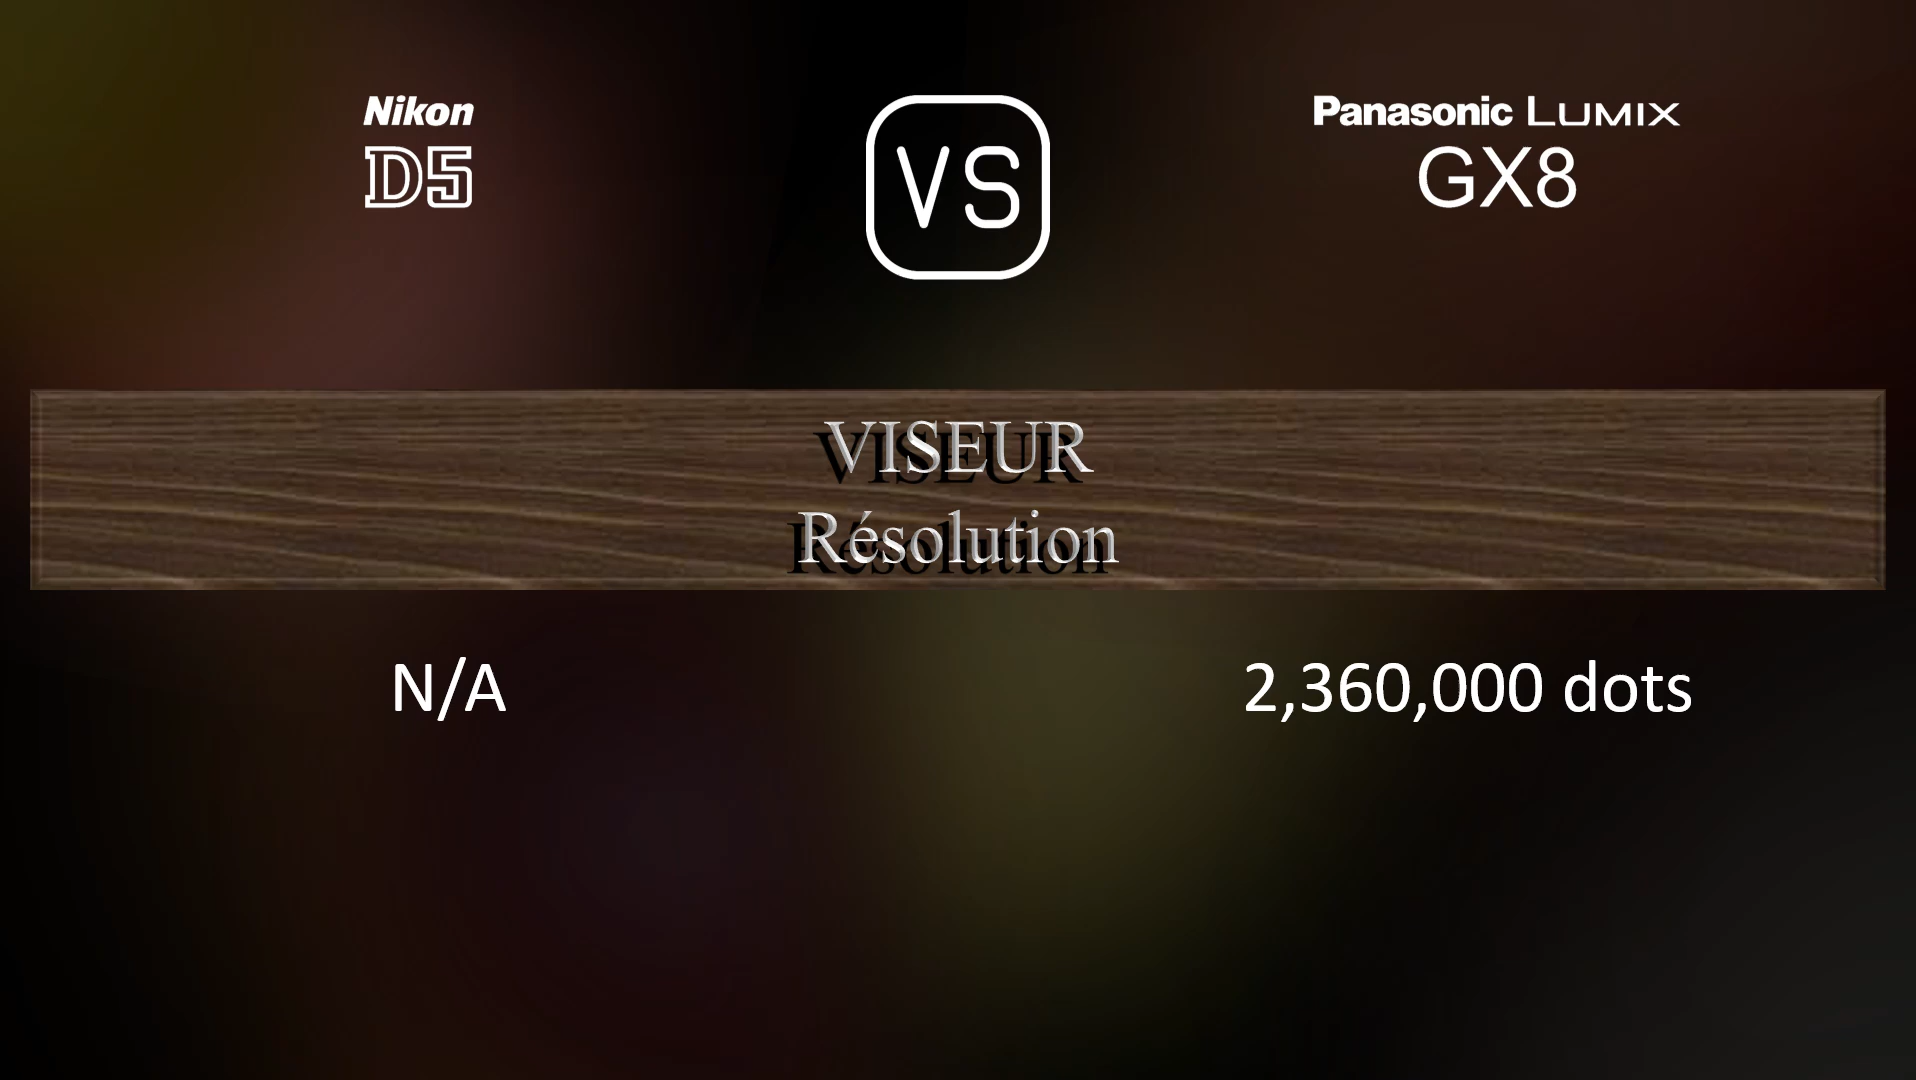 Nikon
D5
VS
Panasonic LUMIX
GX8
VISEUR
Résolution
N/A
2,360,000 dots